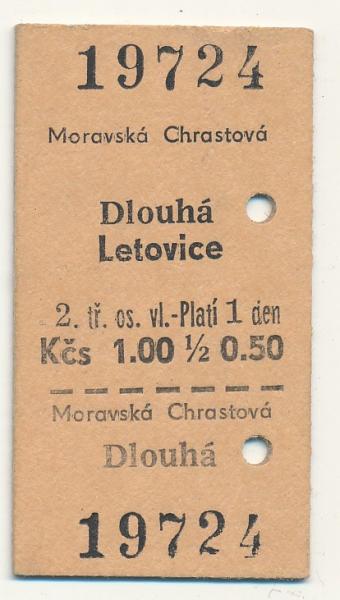 19724
Moravská Chrastová
Dlouhá
Letovice
2. tř. os. vl.-Platí 1 den
Kčs 1.00 ½ 0.50
Moravská Chrastová
Dlouhá
19724